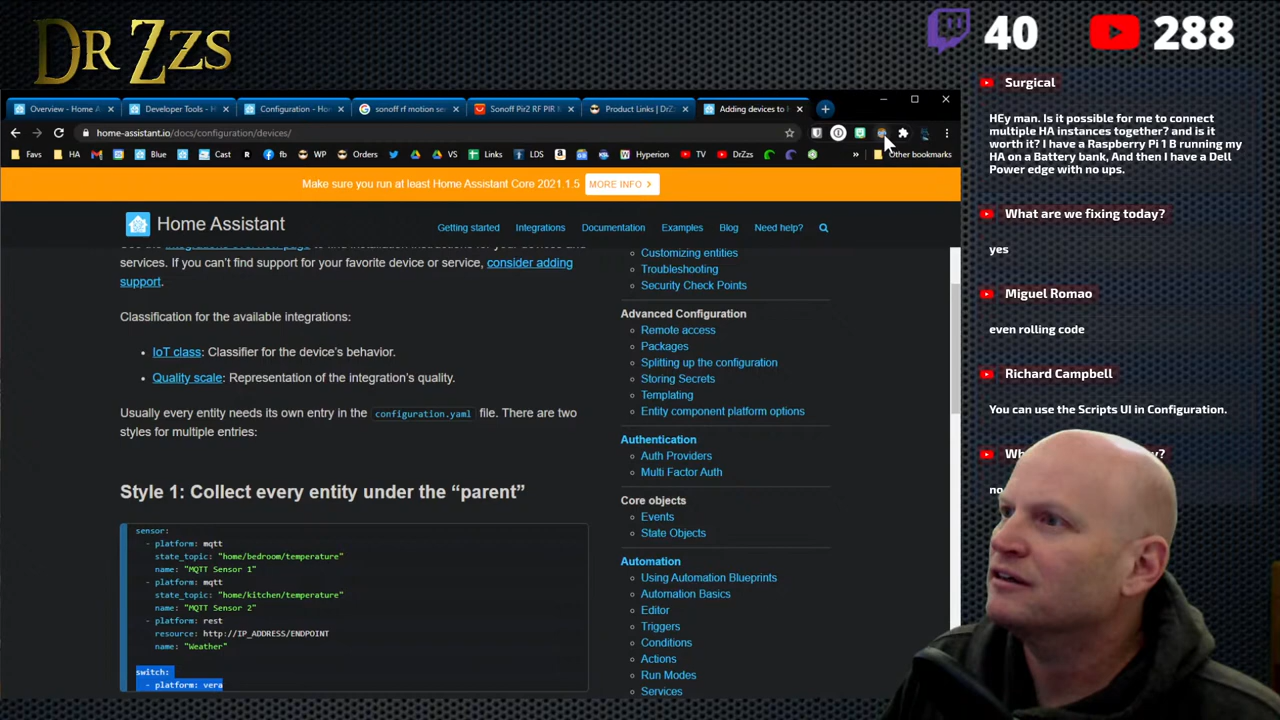 DR ZZS
40
288
Overview - Home A
Developer Tools - H
Configuration - Ho
sonoff rf motion se
Sonoff Pir2 RF PIR M
Product Links | DrZ
Adding devices to H
home-assistant.io/docs/configuration/devices/
Favs
HA
Blue
Cast
fb
WP
Orders
VS
Links
LDS
Hyperion
TV
DrZzs
Other bookmarks
Make sure you run at least Home Assistant Core 2021.1.5
MORE INFO
Home Assistant
Getting started
Integrations
Documentation
Examples
Blog
Need help?
services. If you can’t find support for your favorite device or service, consider adding
support.
Classification for the available integrations:
IoT class: Classifier for the device’s behavior.
Quality scale: Representation of the integration’s quality.
Usually every entity needs its own entry in the configuration.yaml file. There are two
styles for multiple entries:
Style 1: Collect every entity under the “parent”
sensor:
- platform: mqtt
state_topic: "home/bedroom/temperature"
name: "MQTT Sensor 1"
- platform: mqtt
state_topic: "home/kitchen/temperature"
name: "MQTT Sensor 2"
- platform: rest
resource: http://IP_ADDRESS/ENDPOINT
name: "Weather"
switch:
- platform: vera
Customizing entities
Troubleshooting
Security Check Points
Advanced Configuration
Remote access
Packages
Splitting up the configuration
Storing Secrets
Templating
Entity component platform options
Authentication
Auth Providers
Multi Factor Auth
Core objects
Events
State Objects
Automation
Using Automation Blueprints
Automation Basics
Editor
Triggers
Conditions
Actions
Run Modes
Services
Surgical
HEy man. Is it possible for me to connect
multiple HA instances together? and is it
worth it? I have a Raspberry Pi 1 B running my
HA on a Battery bank, And then I have a Dell
Power edge with no ups.
What are we fixing today?
yes
Miguel Romao
even rolling code
Richard Campbell
You can use the Scripts UI in Configuration.